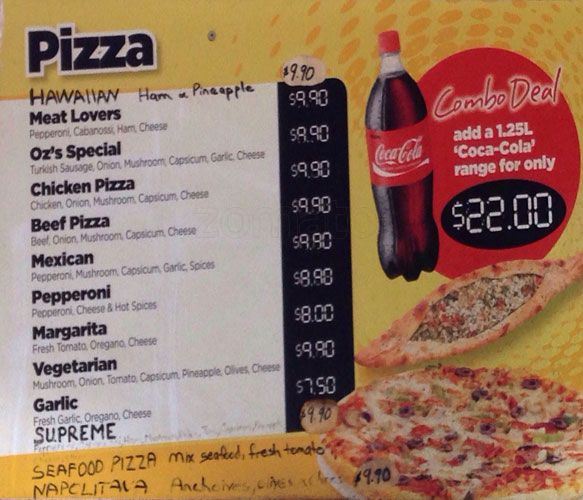 Pizza
HAWAIIAN Ham & Pineapple $9.90
Meat Lovers $9.90
Pepperoni, Cabanossi, Ham, Cheese
Oz's Special $9.90
Turkish Sausage, Onion, Mushroom, Capsicum, Garlic, Cheese
Chicken Pizza $9.90
Chicken, Onion, Mushroom, Capsicum, Cheese
Beef Pizza $9.90
Beef, Onion, Mushroom, Capsicum, Cheese
Mexican $9.90
Pepperoni, Mushroom, Capsicum, Garlic, Spices
Pepperoni $8.90
Pepperoni, Cheese & Hot Spices
Margarita $8.00
Fresh Tomato, Oregano, Cheese
Vegetarian $9.90
Mushroom, Onion, Tomato, Capsicum, Pineapple, Olives, Cheese
Garlic $7.50
Fresh Garlic, Oregano, Cheese
SUPREME $9.90
SEAFOOD PIZZA Mix seafood, fresh tomato
NAPOLITANA $9.90
Coca-Cola
Combo Deal
add a 1.25L
'Coca-Cola'
range for only
$22.00